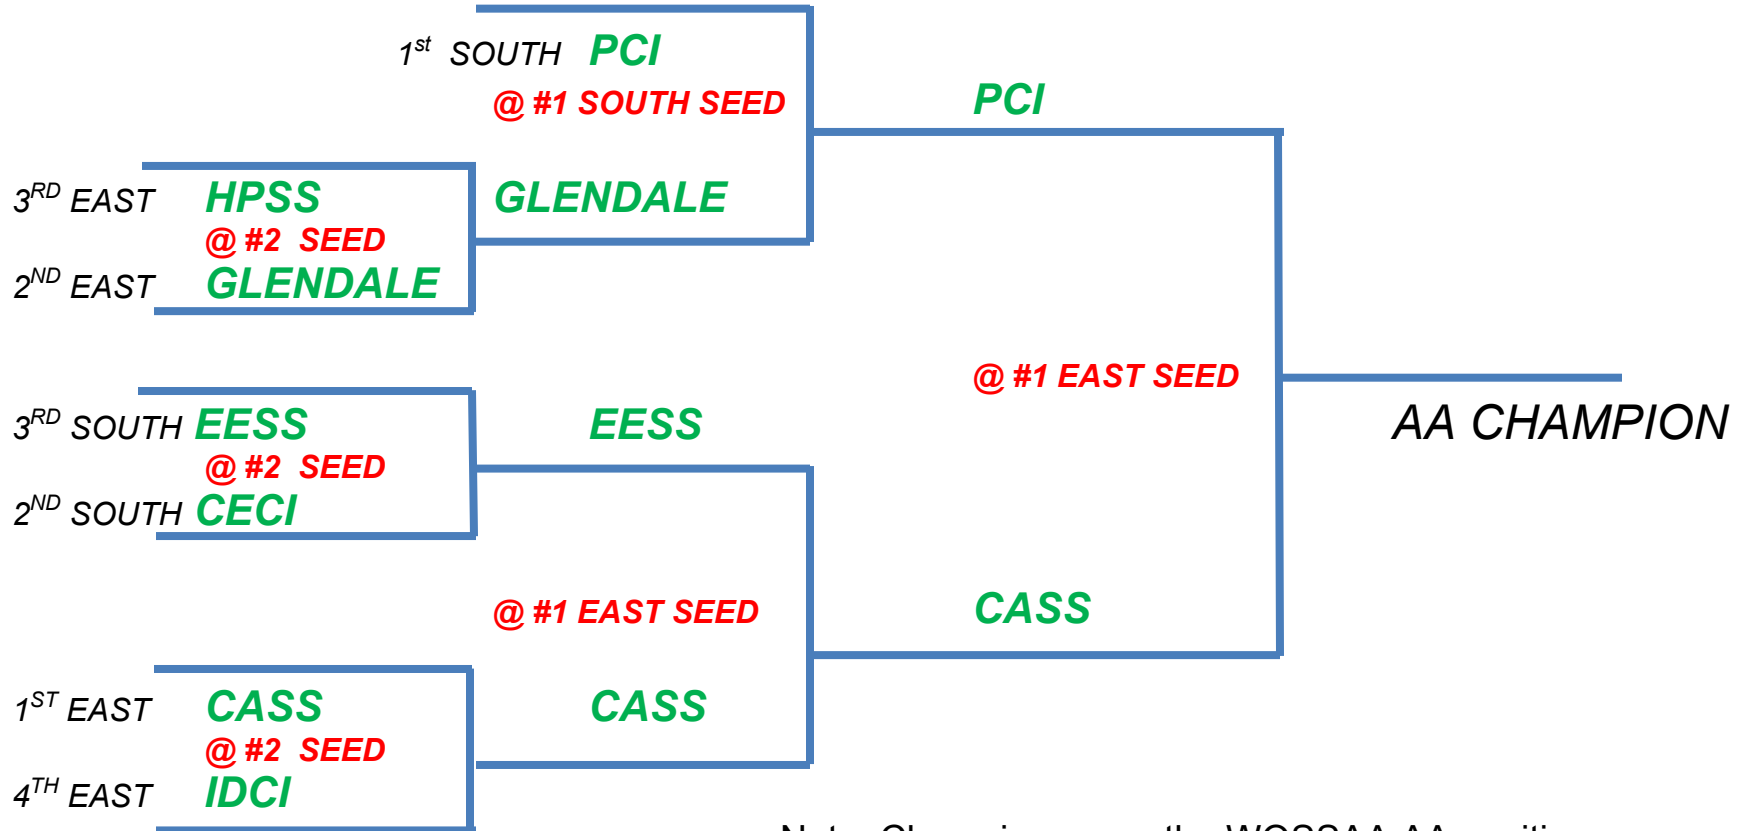 1st SOUTH PCI
@ #1 SOUTH SEED
PCI
3RD EAST HPSS
GLENDALE
@ #2 SEED
2ND EAST GLENDALE
@ #1 EAST SEED
AA CHAMPION
3RD SOUTH EESS
EESS
@ #2 SEED
2ND SOUTH CECI
@ #1 EAST SEED
CASS
1ST EAST CASS
CASS
@ #2 SEED
4TH EAST IDCI